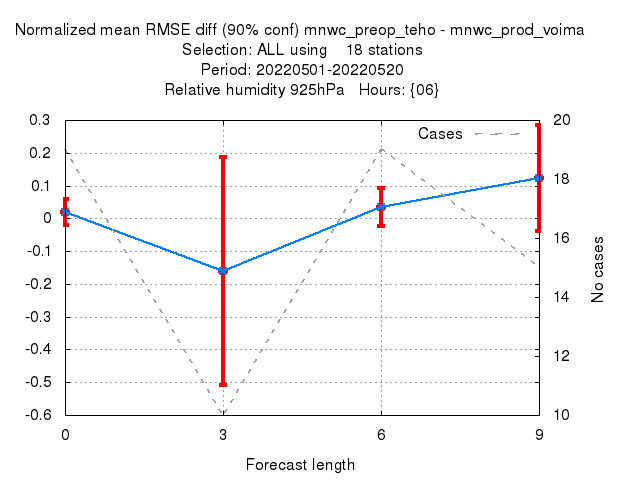 Normalized mean RMSE diff (90% conf) mnwc_preop_teho - mnwc_prod_voima
Selection: ALL using 18 stations
Period: 20220501-20220520
Relative humidity 925hPa Hours: {06}
Cases
0.3
0.2
0.1
0
-0.1
-0.2
-0.3
-0.4
-0.5
-0.6
20
18
16
14
12
10
No cases
0 3 6 9
Forecast length